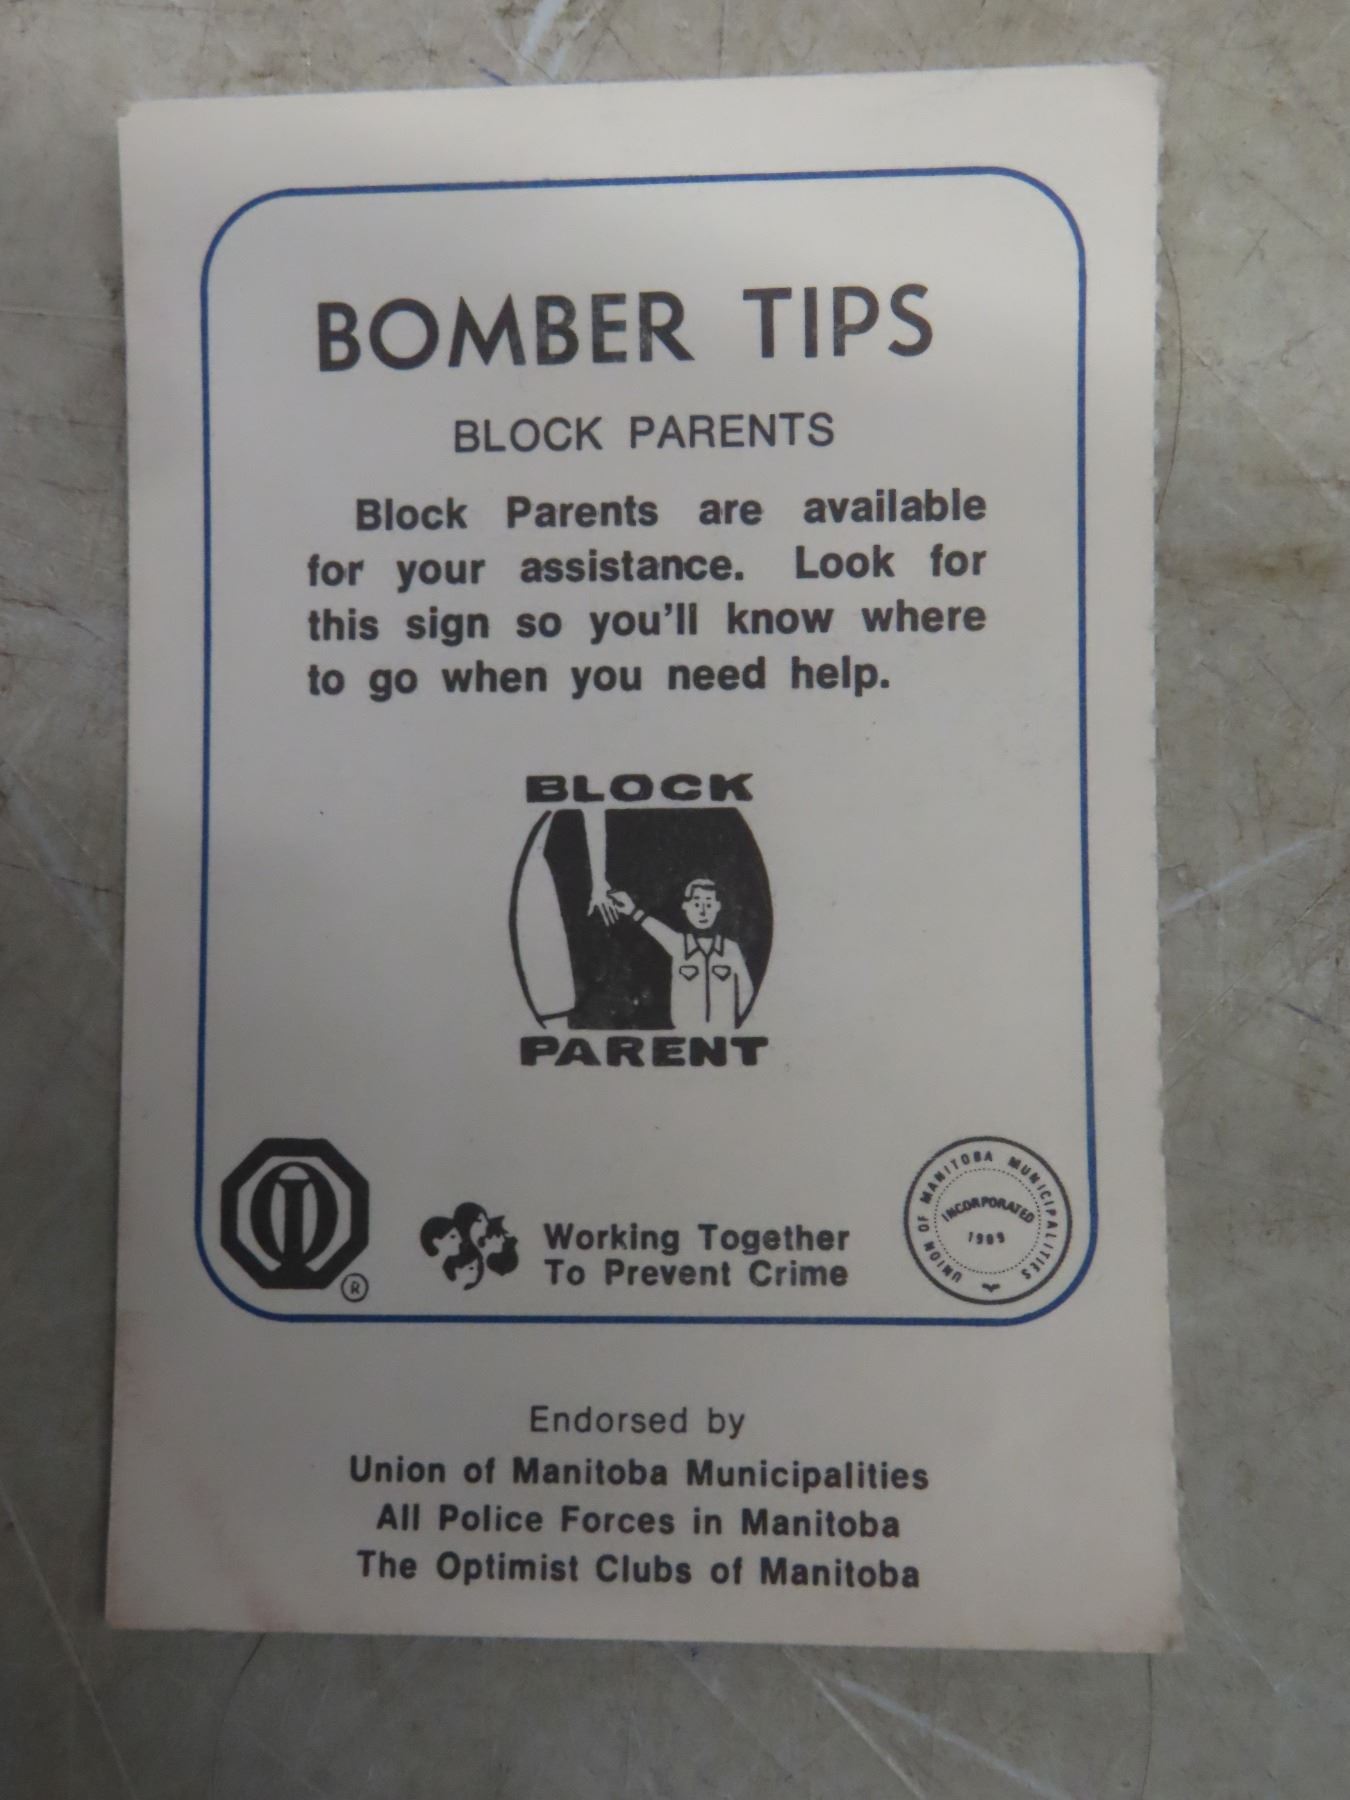 BOMBER TIPS
BLOCK PARENTS
Block Parents are available
for your assistance. Look for
this sign so you'll know where
to go when you need help.
BLOCK
PARENT
®
Working Together
To Prevent Crime
UNION OF MANITOBA MUNICIPALITIES
INCORPORATED
Endorsed by
Union of Manitoba Municipalities
All Police Forces in Manitoba
The Optimist Clubs of Manitoba